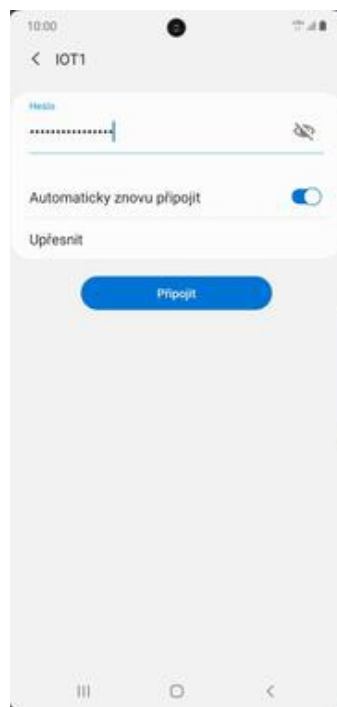 10:00
IOT1
Heslo
••••••••••••••••
Automaticky znovu připojit
Upřesnit
Připojit